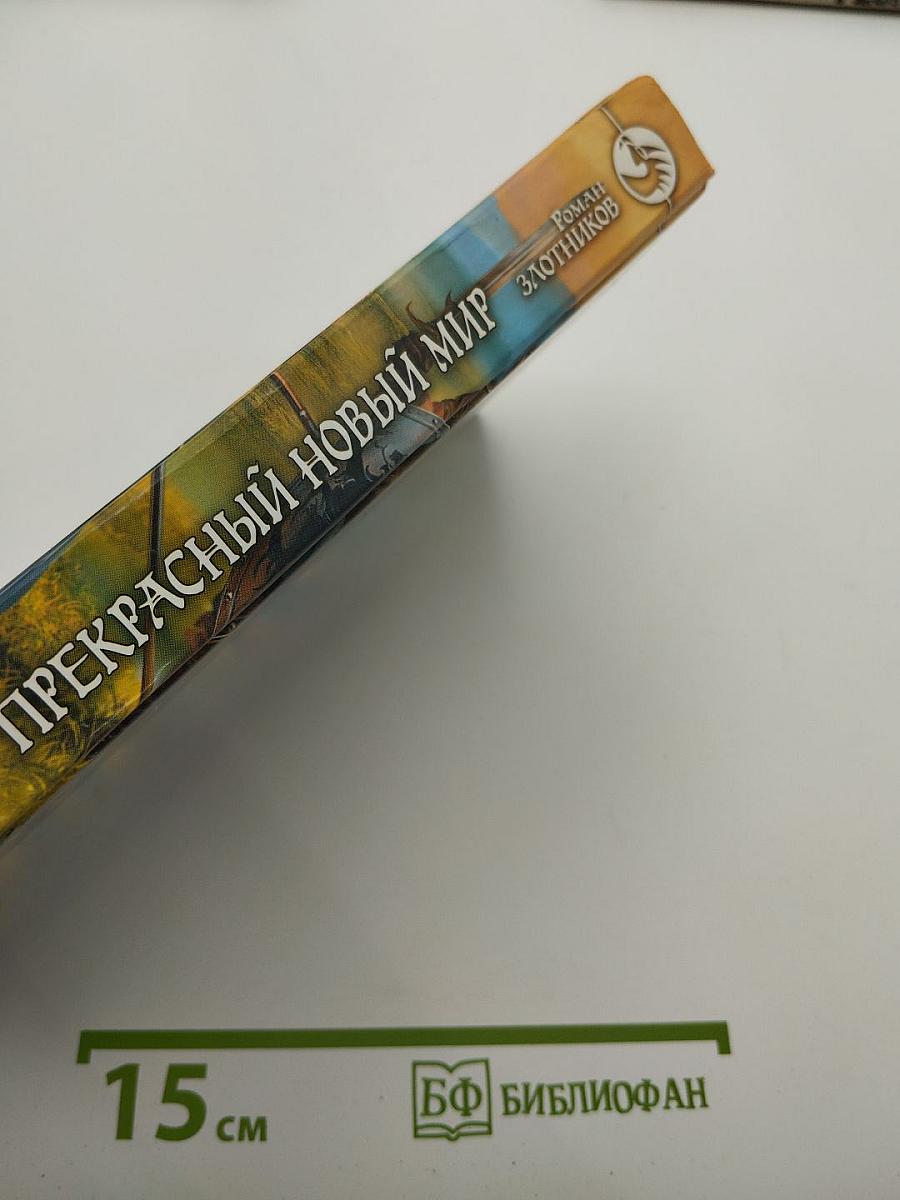 Роман
ЗЛОТНИКОВ
ПРЕКРАСНЫЙ НОВЫЙ МИР
15 см
БФ БИБЛИОФАН